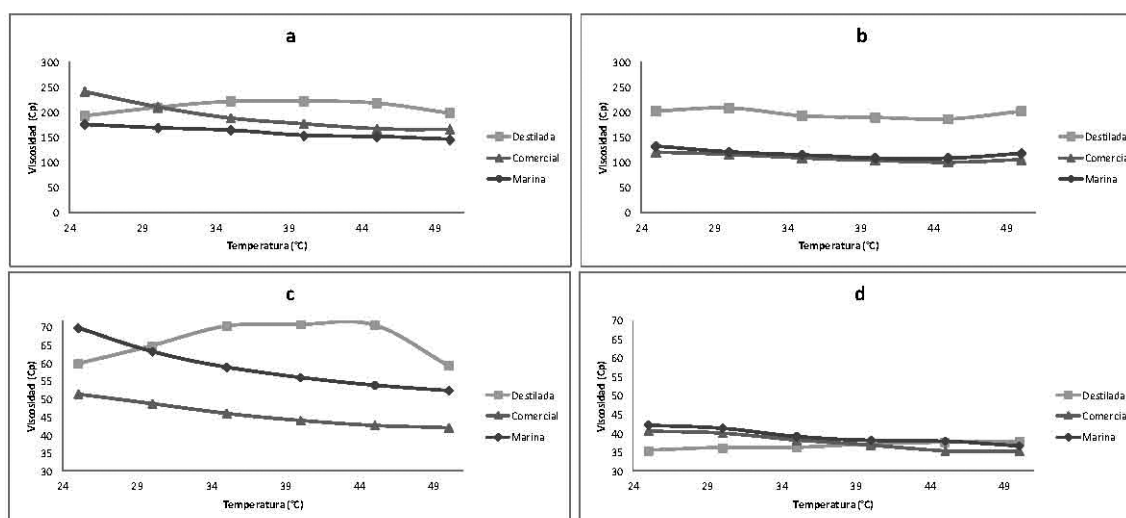 a
300
250
200
150
100
50
0
Viscosidad (Cp)
24 29 34 39 44 49
Temperatura (°C)
Destilada
Comercial
Marina
b
300
250
200
150
100
50
0
Viscosidad (Cp)
24 29 34 39 44 49
Temperatura (°C)
Destilada
Comercial
Marina
c
70
65
60
55
50
45
40
35
30
Viscosidad (Cp)
24 29 34 39 44 49
Temperatura (°C)
Destilada
Comercial
Marina
d
70
65
60
55
50
45
40
35
30
Viscosidad (Cp)
24 29 34 39 44 49
Temperatura (°C)
Destilada
Comercial
Marina